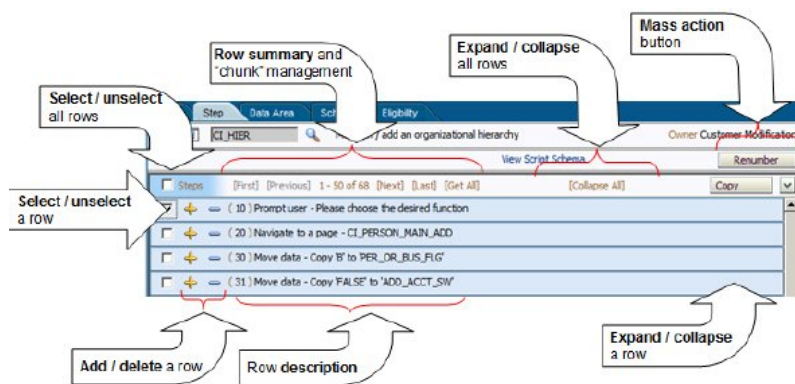 Mass action
button
Row summary and
"chunk" management
Expand / collapse
all rows
Select / unselect
all rows
Step Data Area Eligibility
CI_HIER / add an organizational hierarchy Owner Customer Modification
View Script Schema Renumber
Steps [First] [Previous] 1 - 50 of 68 [Next] [Last] [Get All] [Collapse All] Copy
Select / unselect
a row
( 10 ) Prompt user - Please choose the desired function
( 20 ) Navigate to a page - CI_PERSON_MAIN_ADD
( 30 ) Move data - Copy 'B' to 'PER_OR_BUS_FLG'
( 31 ) Move data - Copy 'FALSE' to 'ADD_ACCT_SW'
Add / delete a row
Row description
Expand / collapse
a row